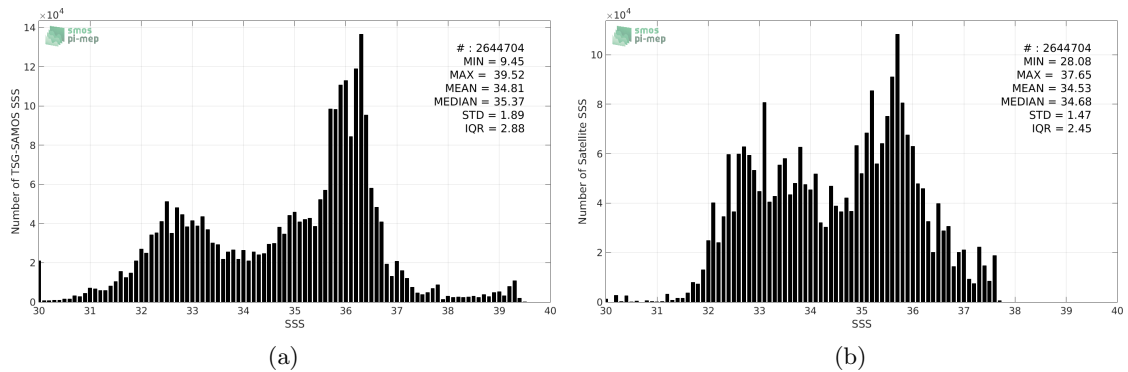 ×10⁴
smos
pi-mep
# : 2644704
MIN = 9.45
MAX = 39.52
MEAN = 34.81
MEDIAN = 35.37
STD = 1.89
IQR = 2.88
Number of TSG-SAMOS SSS
14
12
10
8
6
4
2
0
30 31 32 33 34 35 36 37 38 39 40
SSS
(a)
×10⁴
smos
pi-mep
# : 2644704
MIN = 28.08
MAX = 37.65
MEAN = 34.53
MEDIAN = 34.68
STD = 1.47
IQR = 2.45
Number of Satellite SSS
10
8
6
4
2
0
30 31 32 33 34 35 36 37 38 39 40
SSS
(b)